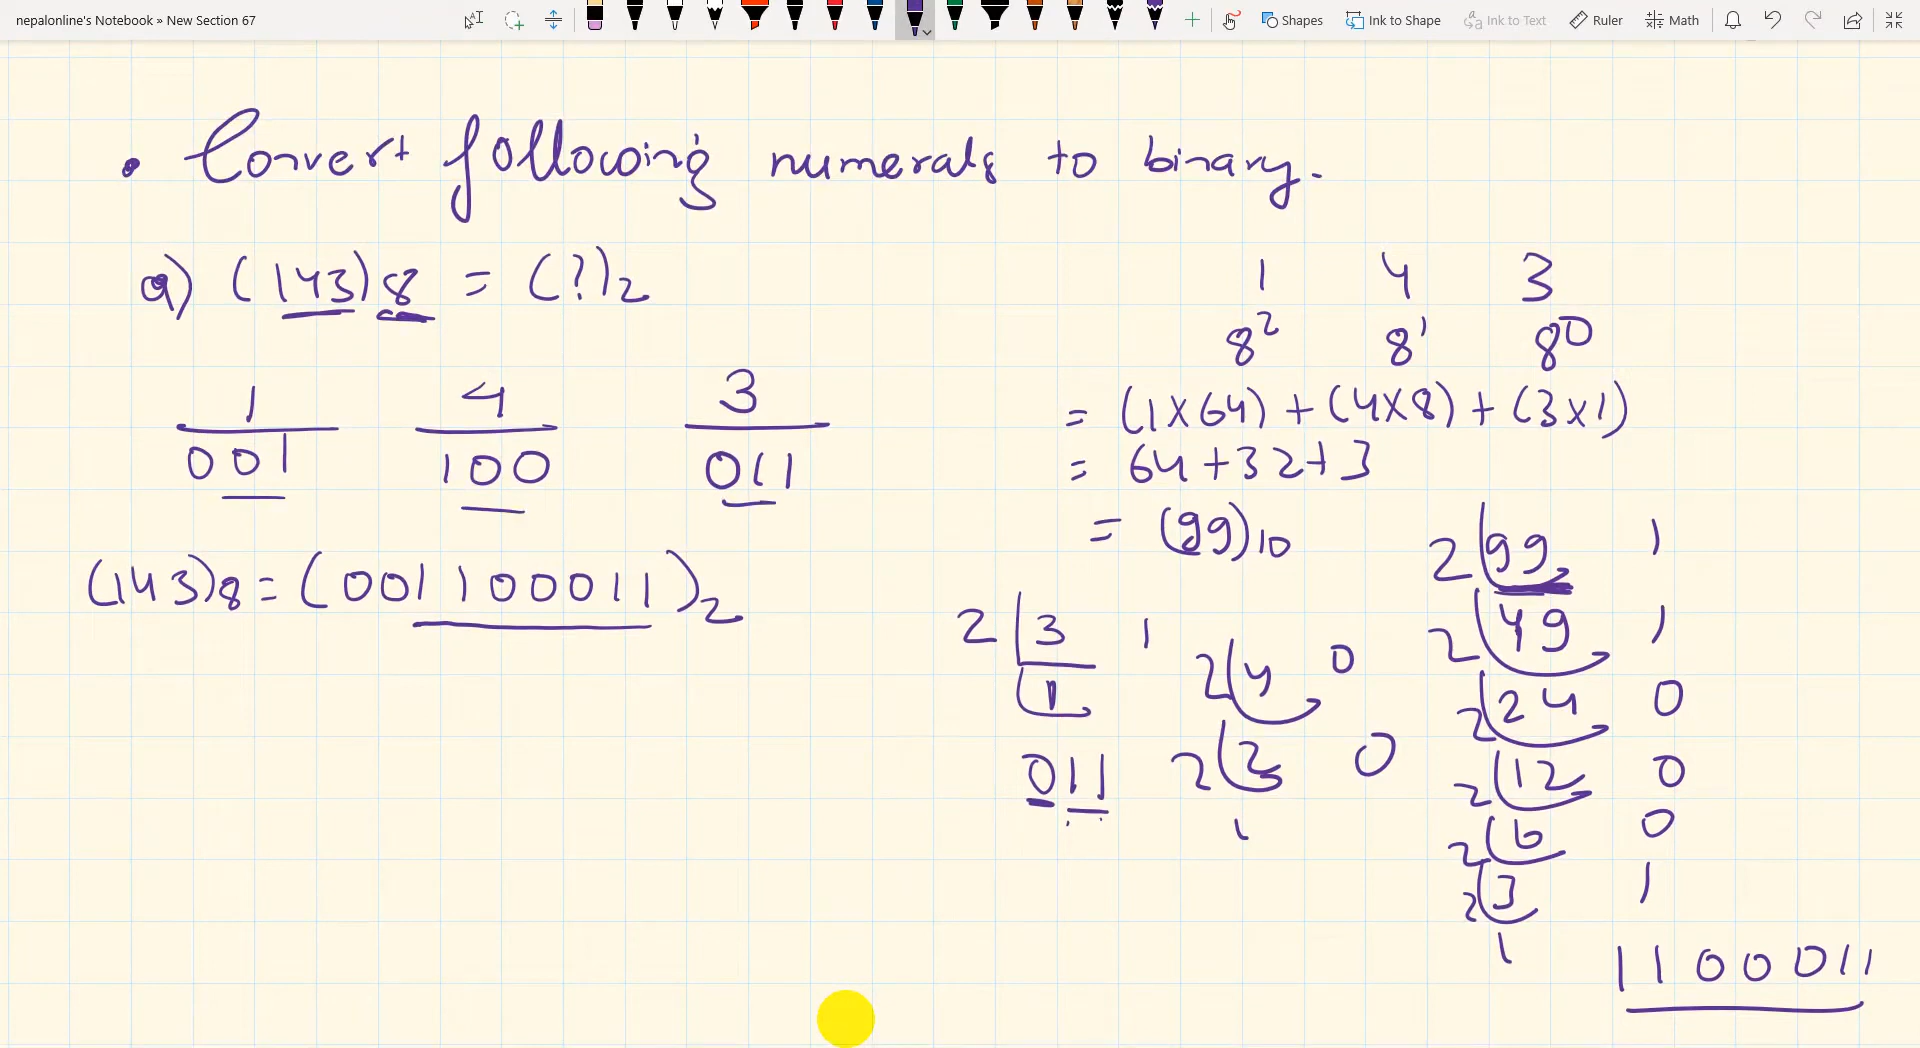 nepalonline's Notebook » New Section 67
Shapes Ink to Shape Ink to Text Ruler Math
• Convert following numerals to binary.
a) (143)8 = (?)2
1 4 3
001 100 011
(143)8 = (001100011)2
1 4 3
8² 8¹ 8⁰
= (1×64) + (4×8) + (3×1)
= 64+32+3
= (99)10
2 3 1
1
011
2 4 0
2 2 0
1
2 99 1
2 49 1
2 24 0
2 12 0
2 6 0
2 3 1
1
1100011